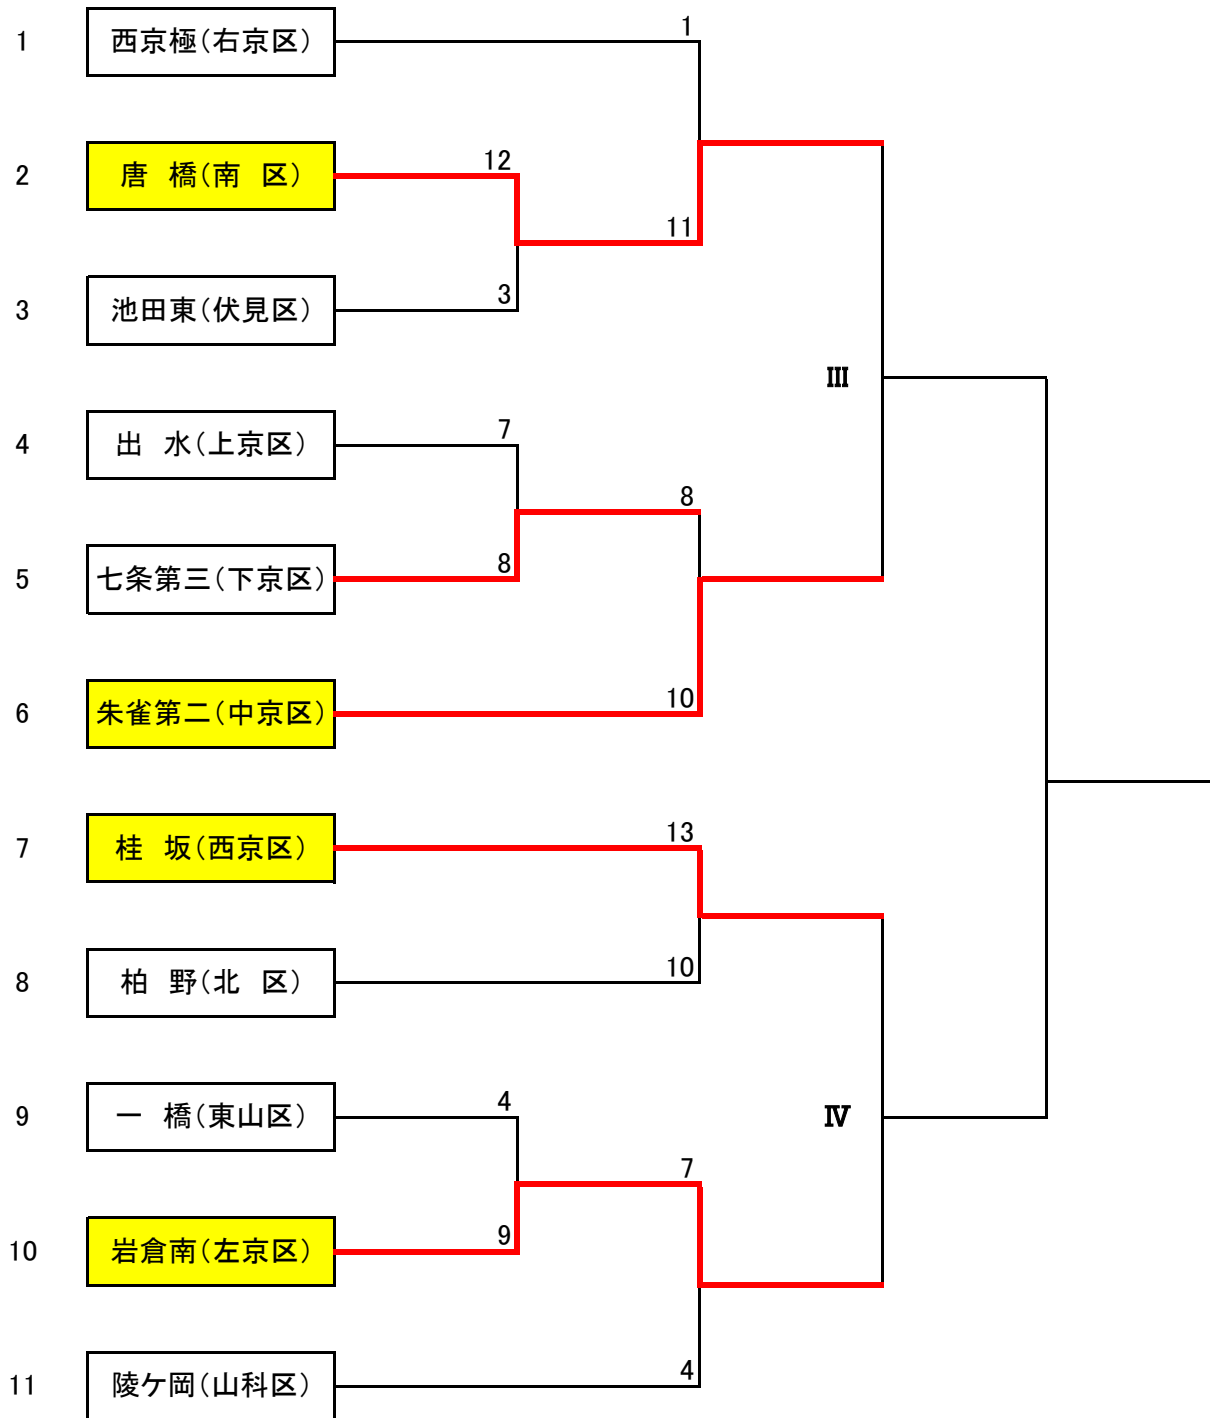 1 西京極(右京区) 1
2 唐 橋(南 区) 12
11
3 池田東(伏見区) 3
Ⅲ
4 出 水(上京区) 7
8
5 七条第三(下京区) 8
6 朱雀第二(中京区) 10
7 桂 坂(西京区) 13
8 柏 野(北 区) 10
9 一 橋(東山区) 4
Ⅳ
7
10 岩倉南(左京区) 9
11 陵ケ岡(山科区) 4